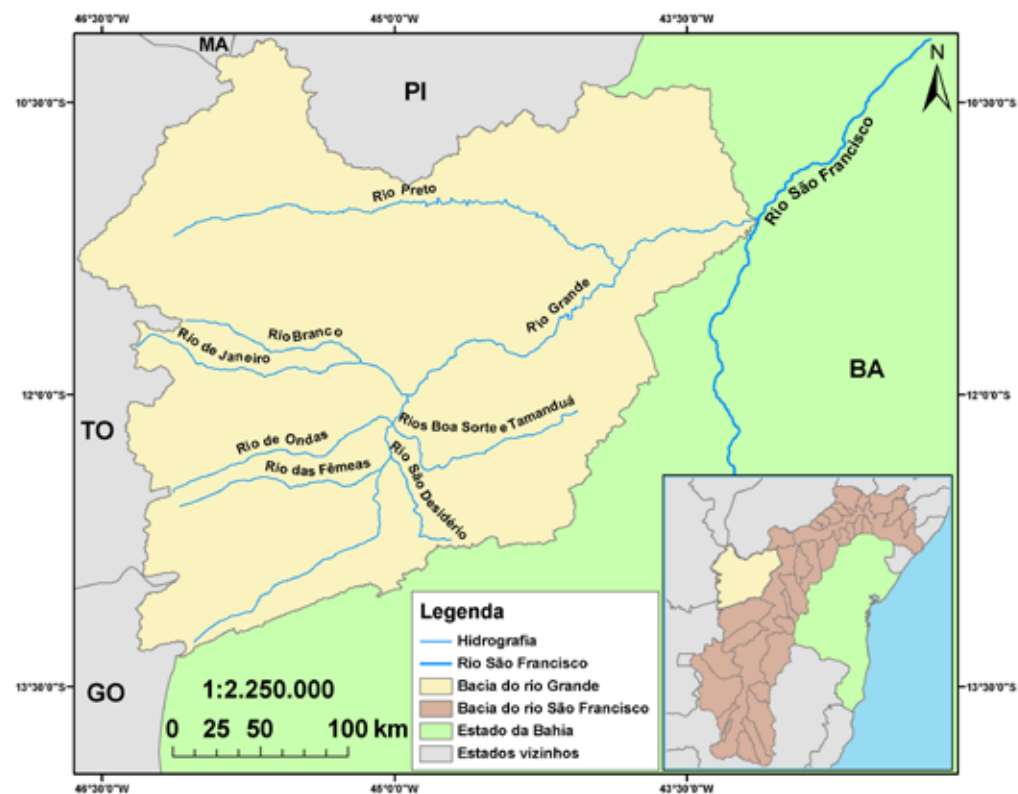 46°30'0"W
45°0'0"W
43°30'0"W
MA
PI
N
10°30'0"S
10°30'0"S
Rio São Francisco
Rio Preto
Rio Grande
Rio Branco
Rio de Janeiro
BA
12°0'0"S
12°0'0"S
TO
Rios Boa Sorte e Tamanduá
Rio de Ondas
Rio das Fêmeas
Rio São Desidério
Legenda
Hidrografia
Rio São Francisco
Bacia do rio Grande
Bacia do rio São Francisco
Estado da Bahia
Estados vizinhos
GO
13°30'0"S
13°30'0"S
1:2.250.000
0 25 50 100 km
46°30'0"W
45°0'0"W
43°30'0"W